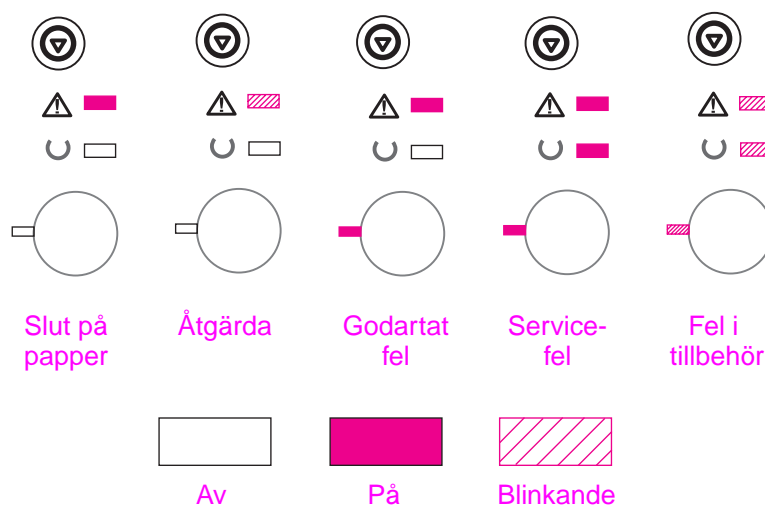 Slut på
papper
Åtgärda
Godartat
fel
Service-
fel
Fel i
tillbehör
Av
På
Blinkande